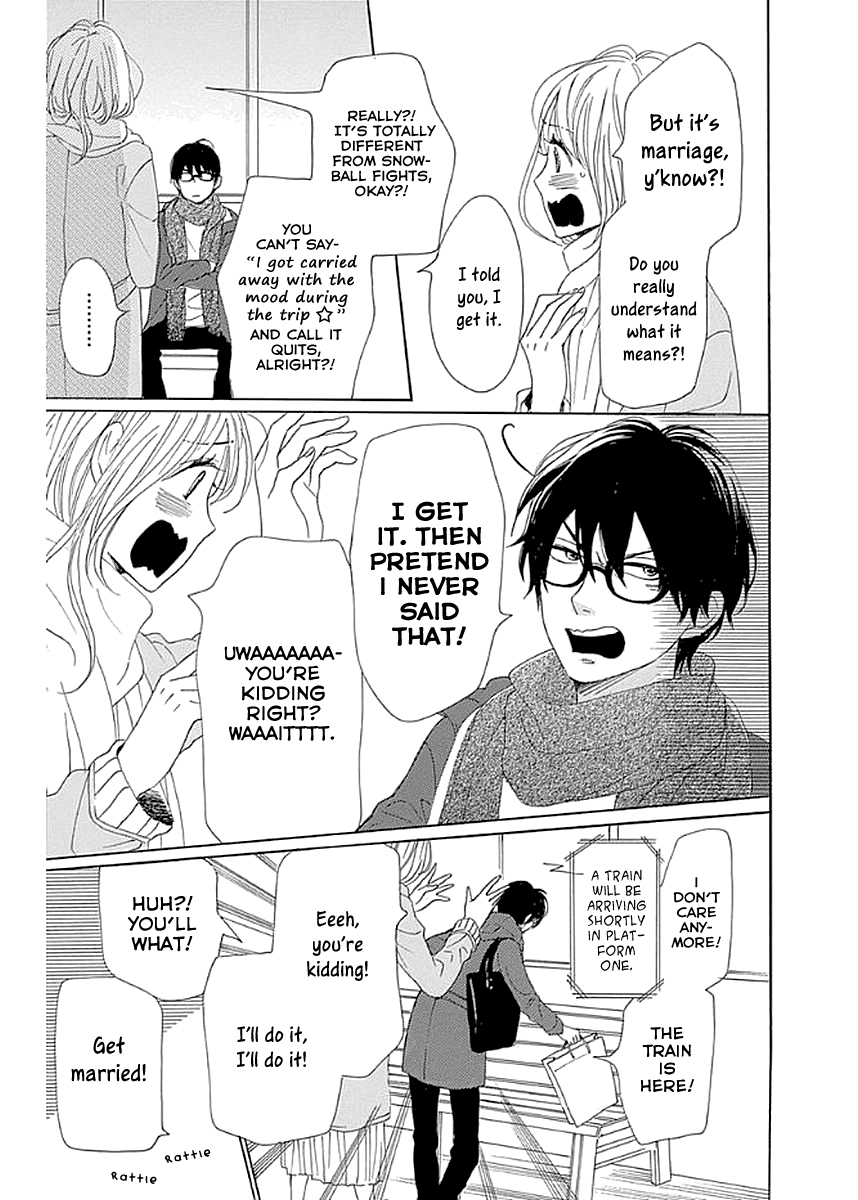 But it's
marriage,
y'know?!
Do you
really
understand
what it
means?!
I told
you, I
get it.
REALLY?!
IT'S TOTALLY
DIFFERENT
FROM SNOW-
BALL FIGHTS,
OKAY?!
YOU
CAN'T SAY-
"I got carried
away with the
mood during
the trip ☆"
AND CALL IT
QUITS,
ALRIGHT?!
........
I GET
IT. THEN
PRETEND
I NEVER
SAID
THAT!
UWAAAAAAA-
YOU'RE
KIDDING
RIGHT?
WAAAITTTT.
I
DON'T
CARE
ANY-
MORE!
A TRAIN
WILL BE
ARRIVING
SHORTLY
IN PLAT-
FORM
ONE.
THE
TRAIN
IS
HERE!
Eeeh,
you're
kidding!
I'll do it,
I'll do it!
HUH?!
YOU'LL
WHAT!
Get
married!
Rattle
Rattle